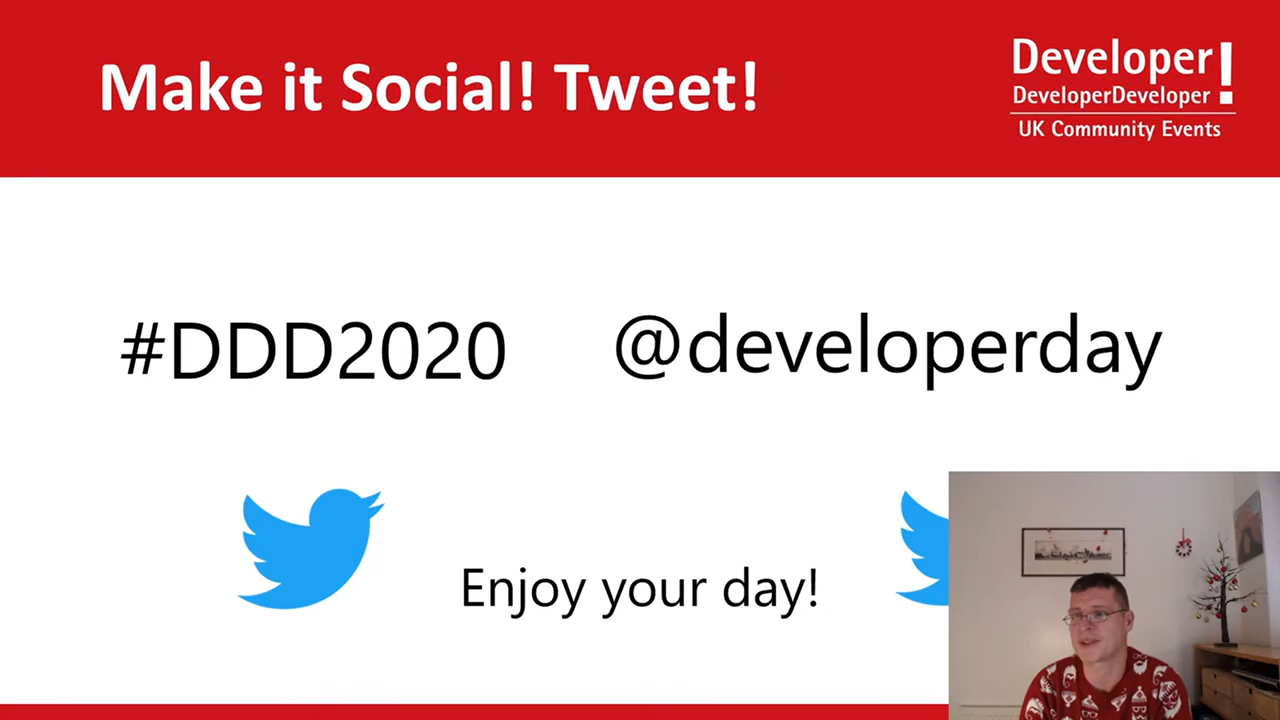 Make it Social! Tweet!
Developer!
DeveloperDeveloper
UK Community Events
#DDD2020 @developerday
Enjoy your day!